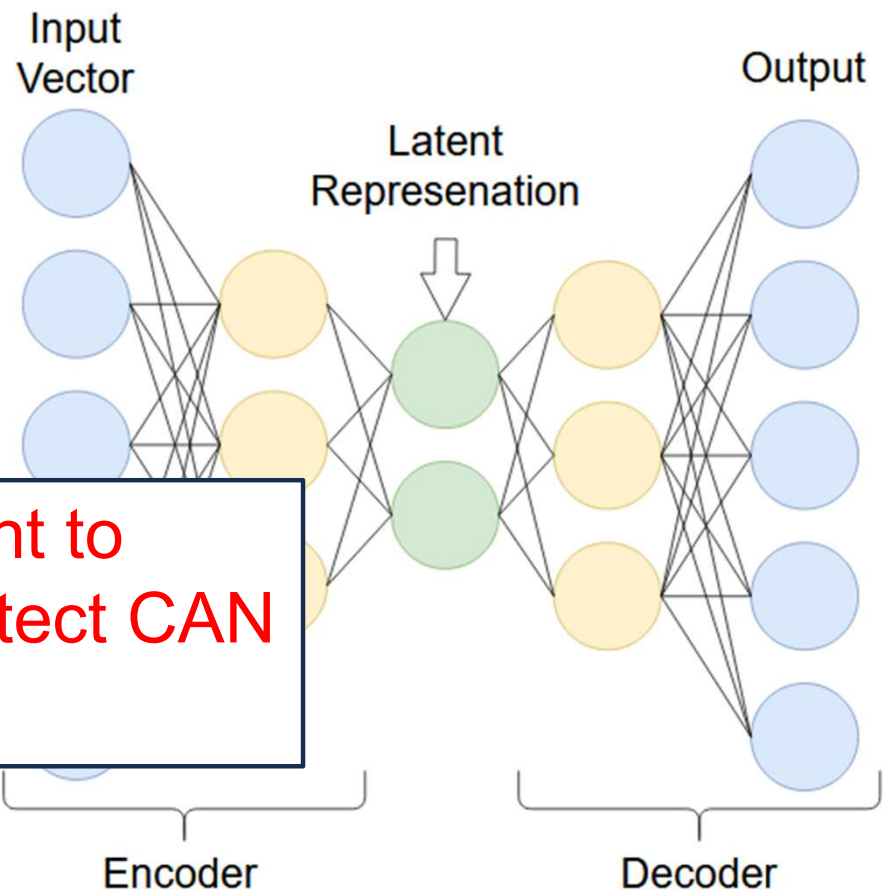 Input
Vector
Output
Latent
Represenation
nt to
tect CAN
Encoder
Decoder